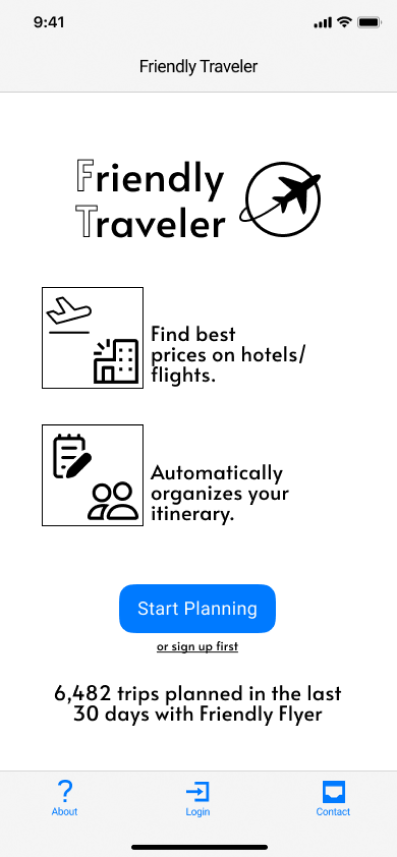 9:41
Friendly Traveler
Friendly
Traveler
Find best
prices on hotels/
flights.
Automatically
organizes your
itinerary.
Start Planning
or sign up first
6,482 trips planned in the last
30 days with Friendly Flyer
About
Login
Contact